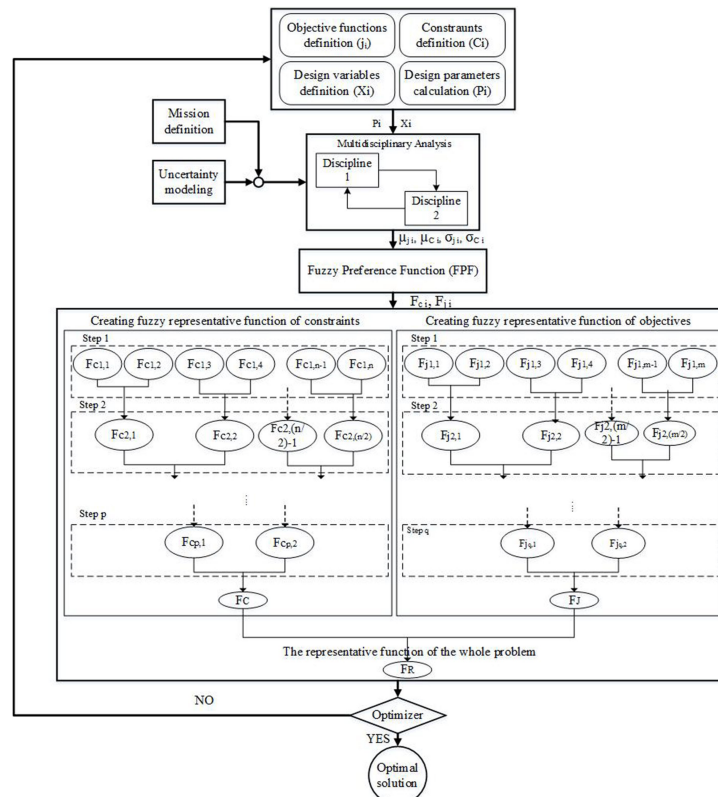 Objective functions
definition (ji)
Constraunts
definition (Ci)
Design variables
definition (Xi)
Design parameters
calculation (Pi)
Pi Xi
Mission
definition
Uncertainty
modeling
Multidisciplinary Analysis
Discipline
1
Discipline
2
μj i, μC i, σj i, σC i
Fuzzy Preference Function (FPF)
FC i, Fj i
Creating fuzzy representative function of constraints
Step 1
FC1,1 FC1,2 FC1,3 FC1,4 FC1,n-1 FC1,n
Step 2
FC2,1 FC2,2 FC2,(n/
2)-1 FC2,(n/2)
...
Step p
FCp,1 FCp,2
FC
Creating fuzzy representative function of objectives
Step 1
Fj1,1 Fj1,2 Fj1,3 Fj1,4 Fj1,m-1 Fj1,m
Step 2
Fj2,1 Fj2,2 Fj2,(m/
2)-1 Fj2,(m/2)
...
Step q
Fjq,1 Fjq,2
FJ
The representative function of the whole problem
FR
NO
Optimizer
YES
Optimal
solution